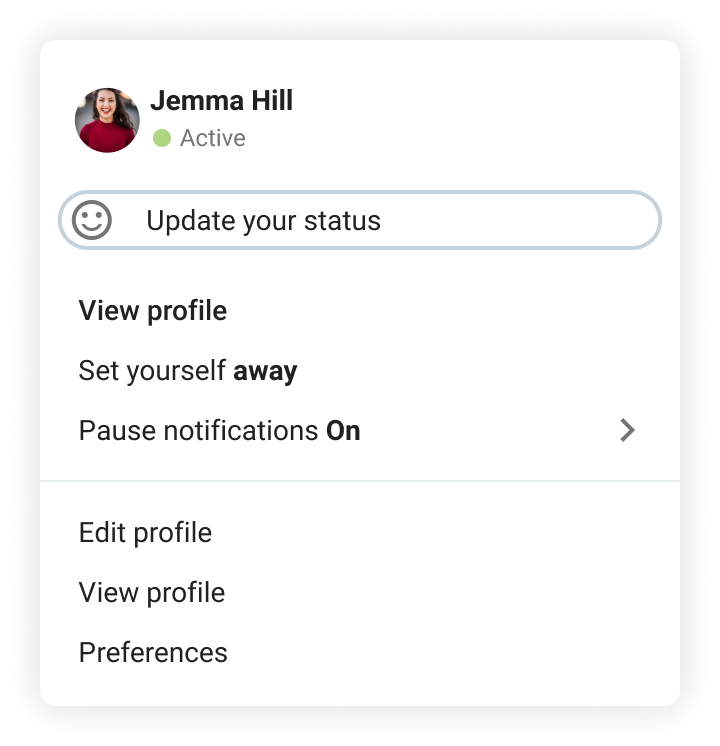 Jemma Hill
Active
Update your status
View profile
Set yourself away
Pause notifications On
Edit profile
View profile
Preferences